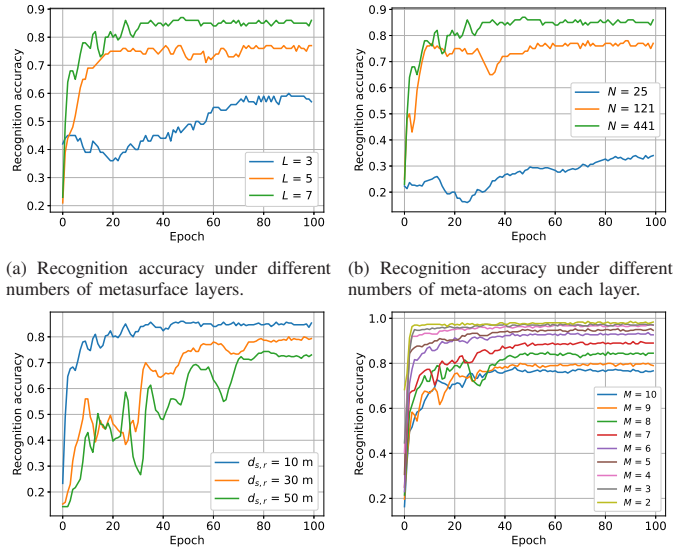 0.9
0.8
0.7
0.6
0.5
0.4
0.3
0.2
Recognition accuracy
L = 3
L = 5
L = 7
0 20 40 60 80 100
Epoch
0.9
0.8
0.7
0.6
0.5
0.4
0.3
0.2
Recognition accuracy
N = 25
N = 121
N = 441
0 20 40 60 80 100
Epoch
(a) Recognition accuracy under different
numbers of metasurface layers.
(b) Recognition accuracy under different
numbers of meta-atoms on each layer.
0.8
0.7
0.6
0.5
0.4
0.3
0.2
Recognition accuracy
d_{s,r} = 10 m
d_{s,r} = 30 m
d_{s,r} = 50 m
0 20 40 60 80 100
Epoch
1.0
0.8
0.6
0.4
0.2
Recognition accuracy
M = 10
M = 9
M = 8
M = 7
M = 6
M = 5
M = 4
M = 3
M = 2
0 20 40 60 80 100
Epoch